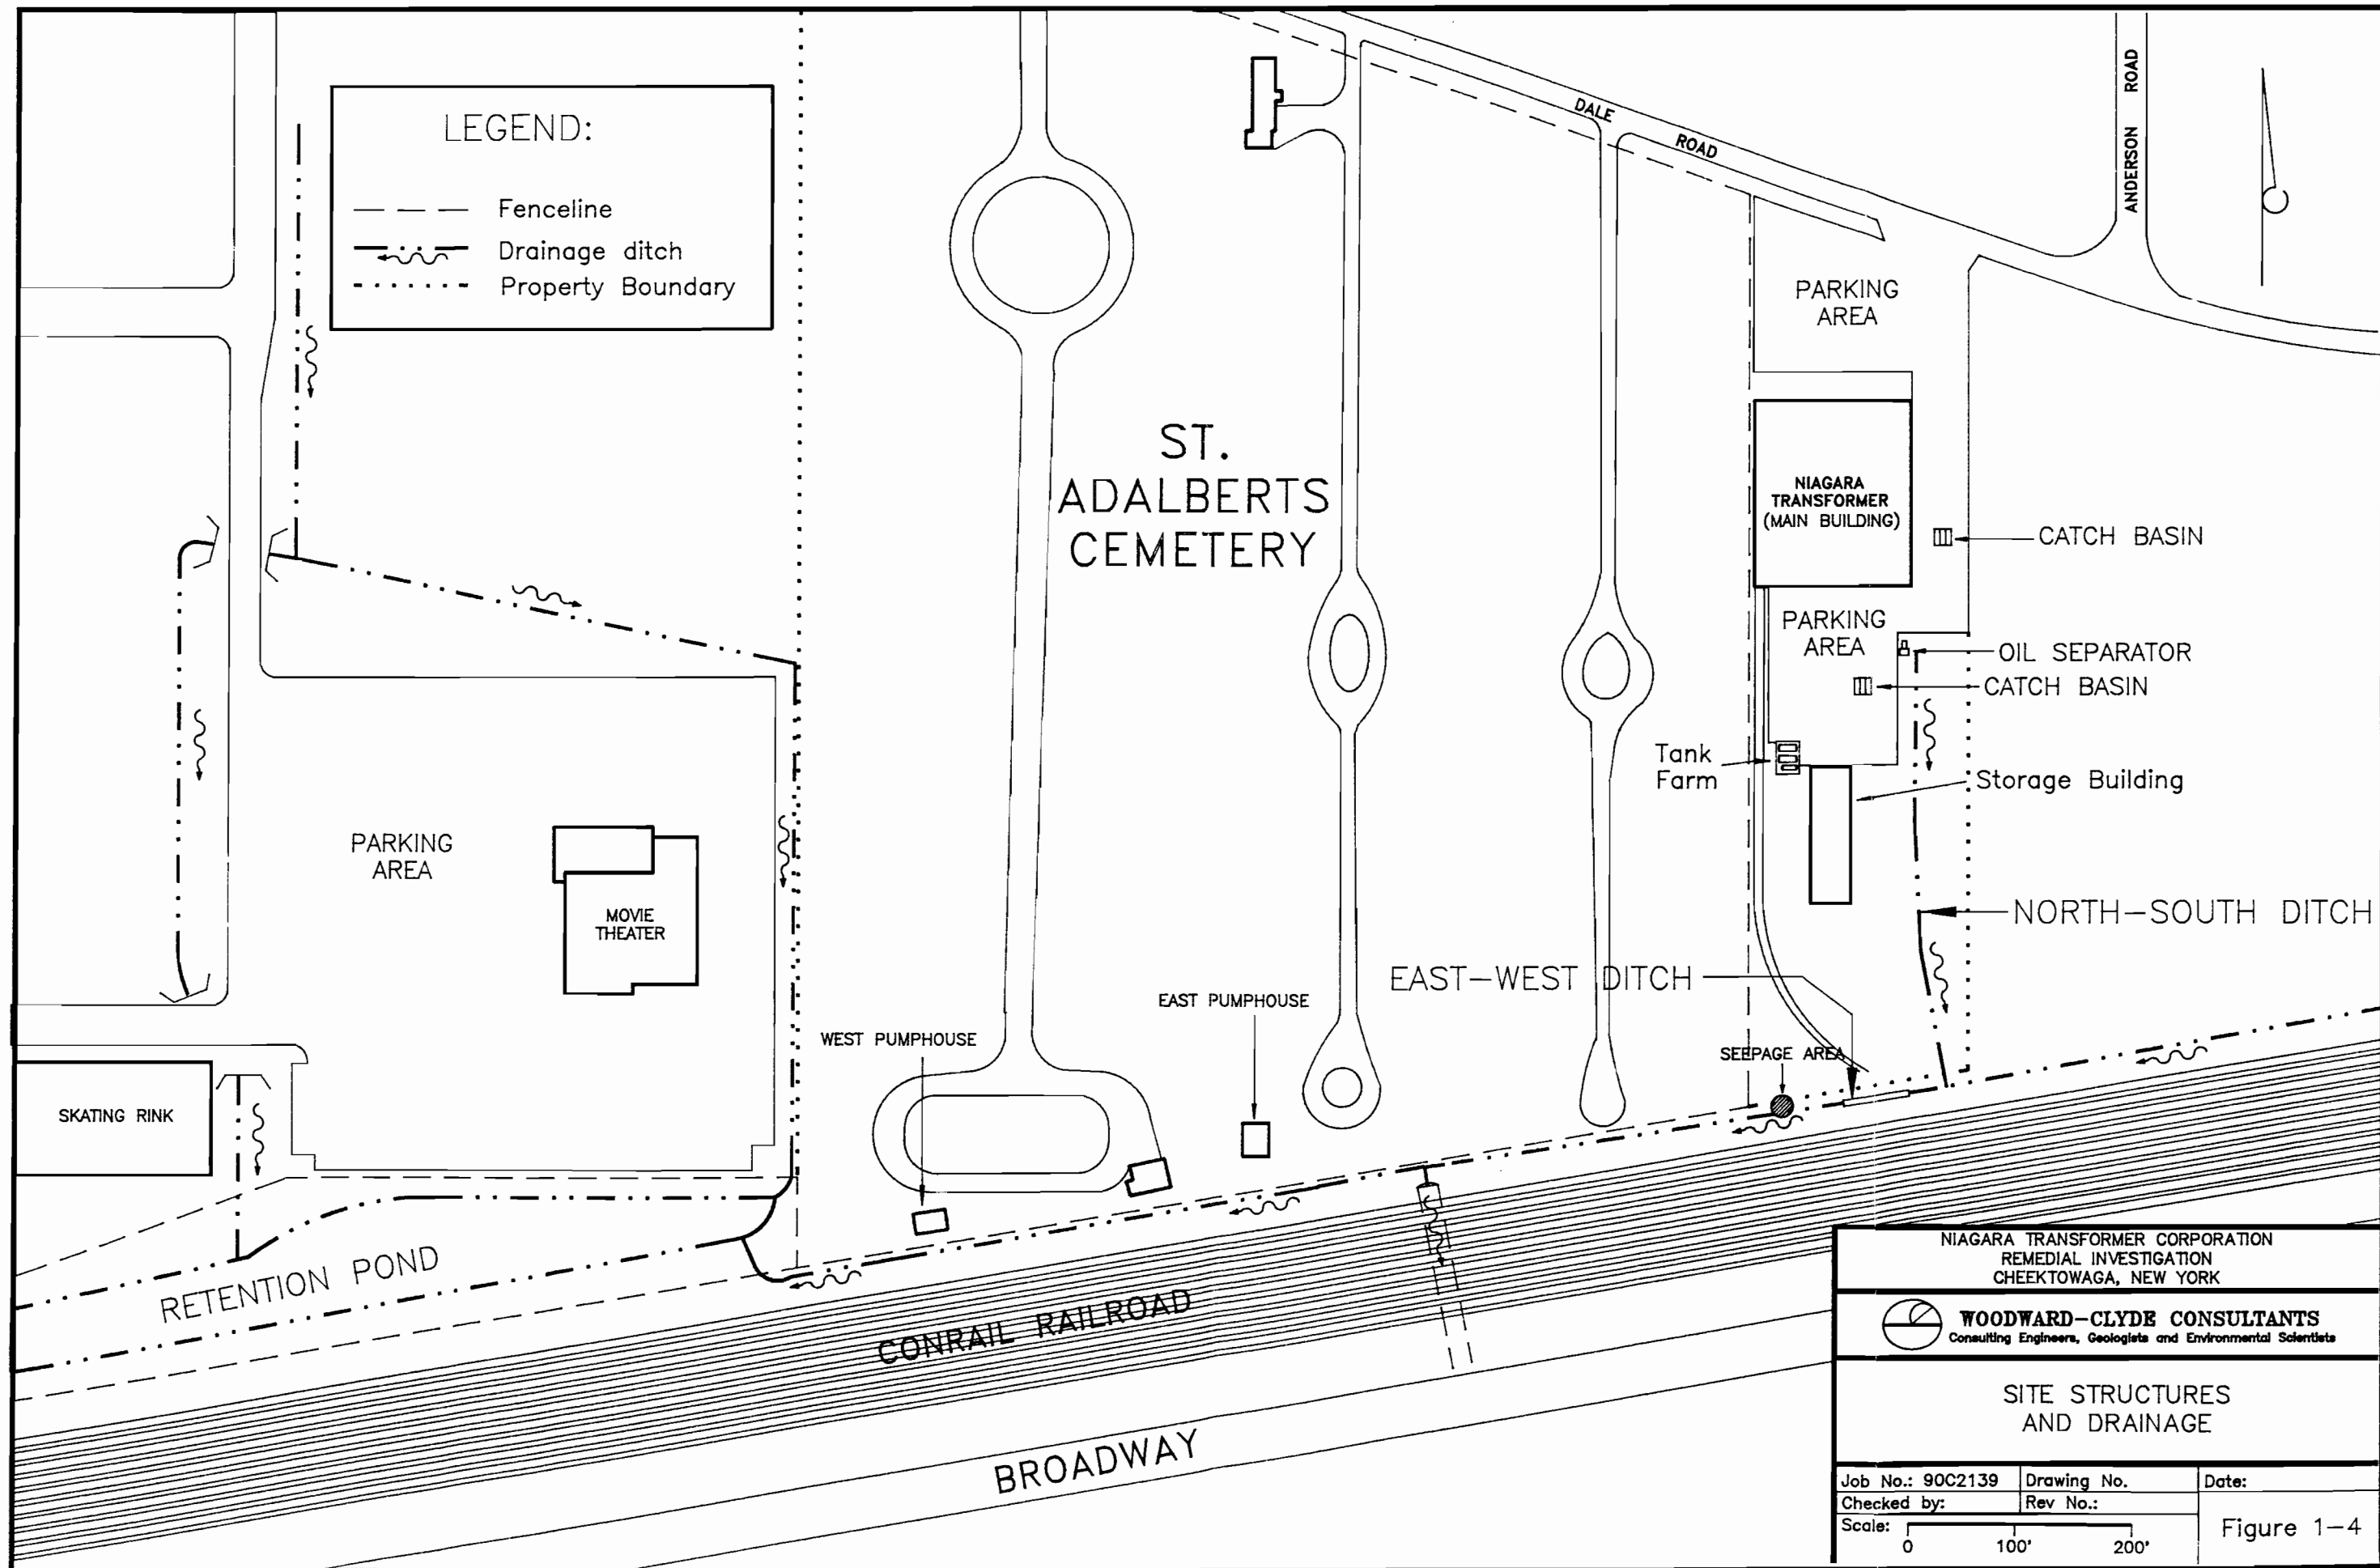 LEGEND:
Fenceline
Drainage ditch
Property Boundary
DALE
ROAD
ANDERSON ROAD
PARKING
AREA
ST.
ADALBERTS
CEMETERY
NIAGARA
TRANSFORMER
(MAIN BUILDING)
CATCH BASIN
PARKING
AREA
OIL SEPARATOR
CATCH BASIN
Tank
Farm
Storage Building
PARKING
AREA
MOVIE
THEATER
NORTH-SOUTH DITCH
EAST-WEST DITCH
EAST PUMPHOUSE
WEST PUMPHOUSE
SEEPAGE AREA
SKATING RINK
RETENTION POND
CONRAIL RAILROAD
BROADWAY
NIAGARA TRANSFORMER CORPORATION
REMEDIAL INVESTIGATION
CHEEKTOWAGA, NEW YORK
WOODWARD-CLYDE CONSULTANTS
Consulting Engineers, Geologists and Environmental Scientists
SITE STRUCTURES
AND DRAINAGE
Job No.: 90C2139 Drawing No. Date:
Checked by: Rev No.:
Scale: 0 100' 200'
Figure 1-4